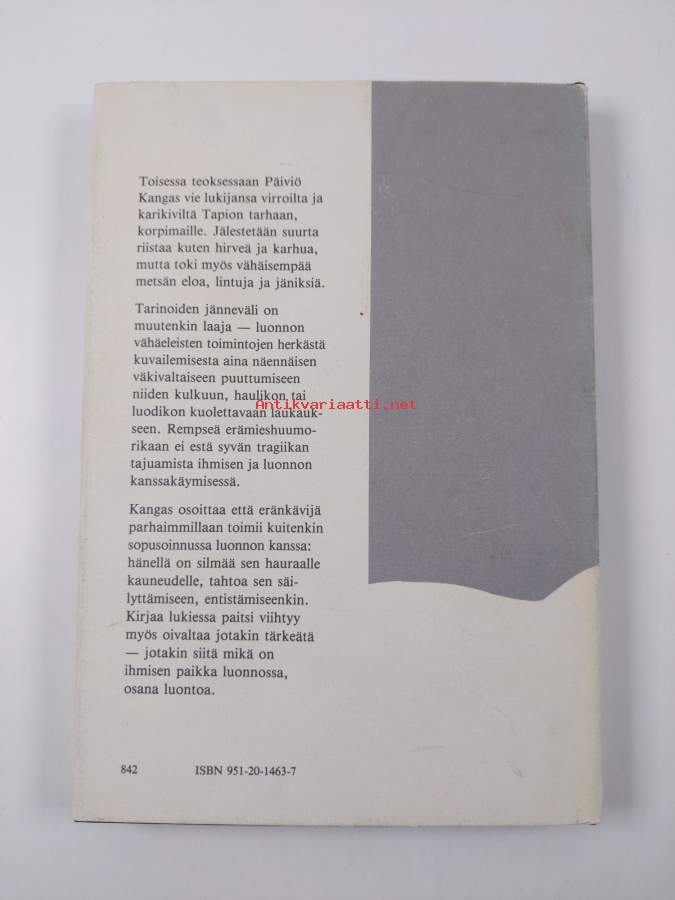 Toisessa teoksessaan Päiviö
Kangas vie lukijansa virroilta ja
karikiviltä Tapion tarhaan,
korpimaille. Jälestetään suurta
riistaa kuten hirveä ja karhua,
mutta toki myös vähäisempää
metsän eloa, lintuja ja jäniksiä.
Tarinoiden jänneväli on
muutenkin laaja — luonnon
vähäeleisten toimintojen herkästä
kuvailemisesta aina näennäisen
väkivaltaiseen puuttumiseen
niiden kulkuun, haulikon tai
Antikvariaatti.net
luodikon kuolettavaan laukauk-
seen. Rempseä erämieshuumo-
rikaan ei estä syvän tragiikan
tajuamista ihmisen ja luonnon
kanssakäymisessä.
Kangas osoittaa että eränkävijä
parhaimmillaan toimii kuitenkin
sopusoinnussa luonnon kanssa:
hänellä on silmää sen hauraalle
kauneudelle, tahtoa sen säi-
lyttämiseen, entistämiseenkin.
Kirjaa lukiessa paitsi viihtyy
myös oivaltaa jotakin tärkeätä
— jotakin siitä mikä on
ihmisen paikka luonnossa,
osana luontoa.
842 ISBN 951-20-1463-7